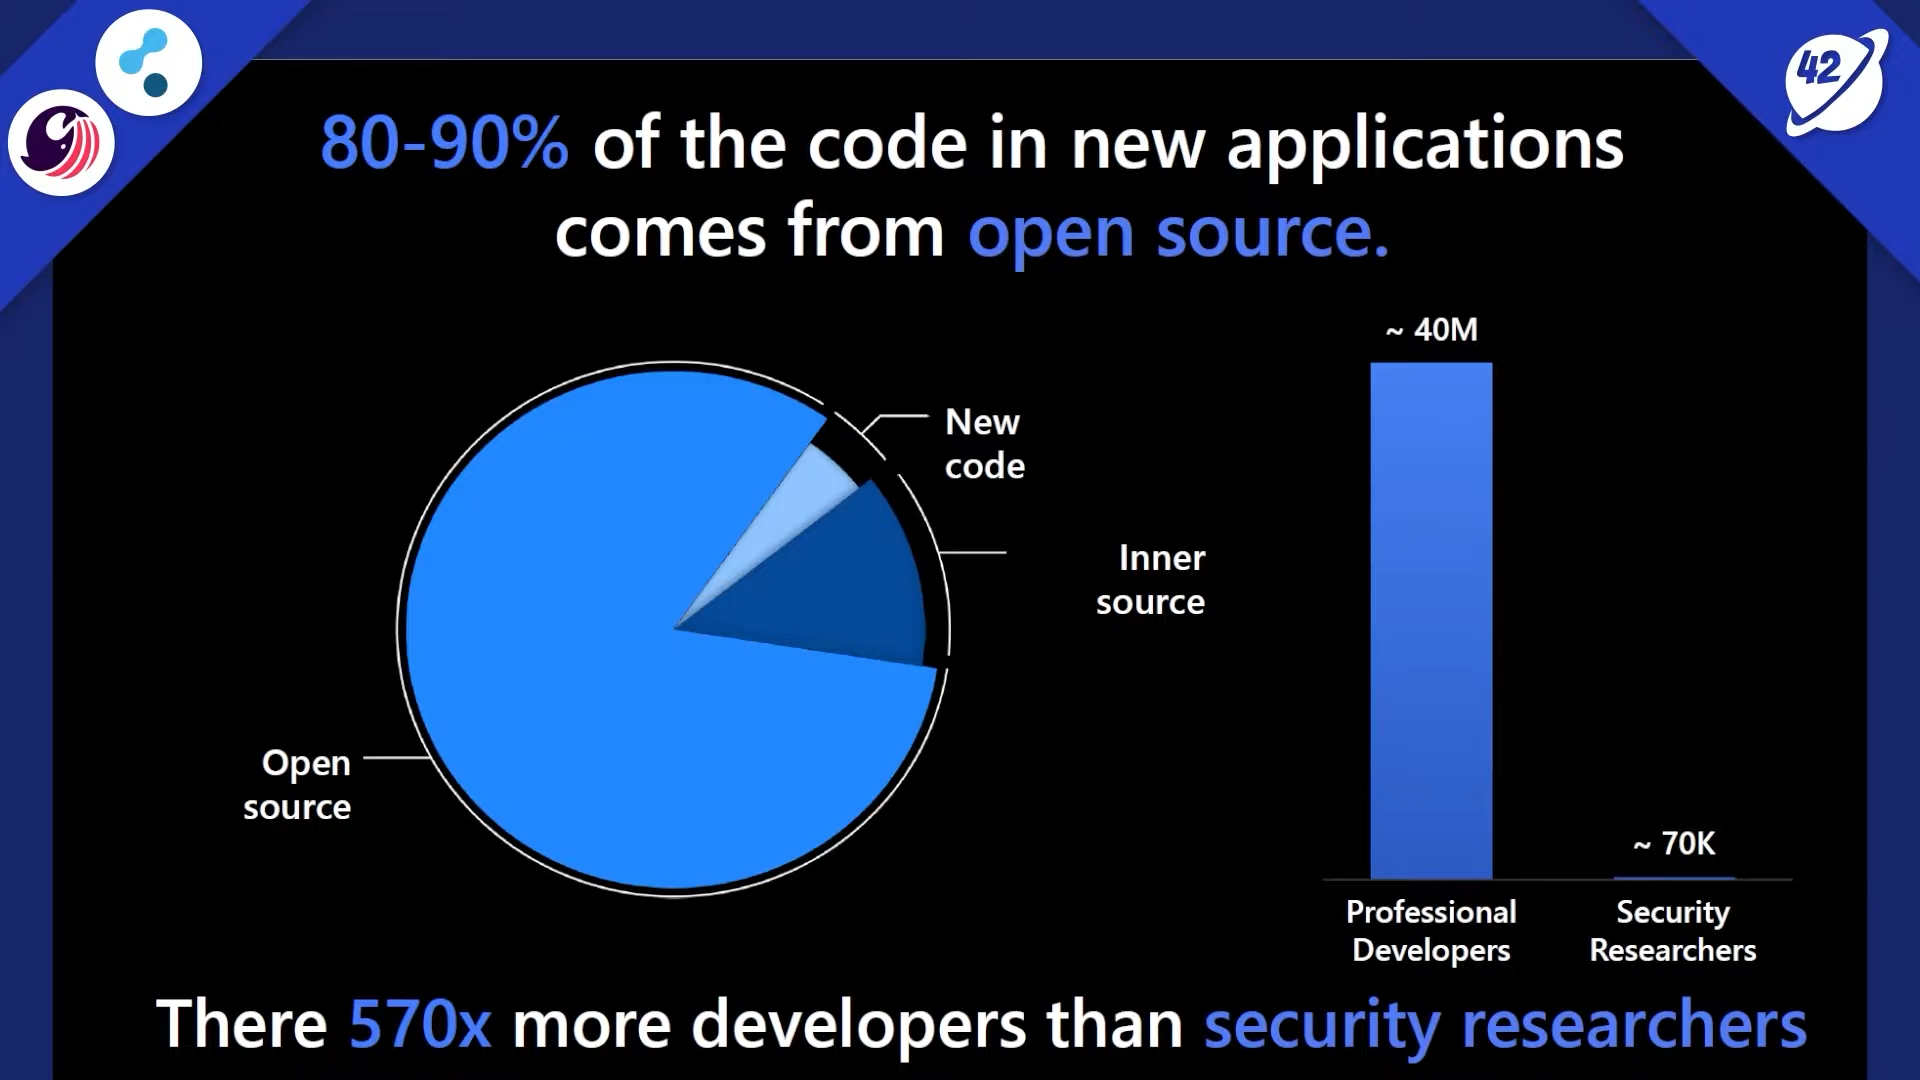 42
80-90% of the code in new applications
comes from open source.
New
code
Inner
source
Open
source
~ 40M
~ 70K
Professional
Developers
Security
Researchers
There 570x more developers than security researchers